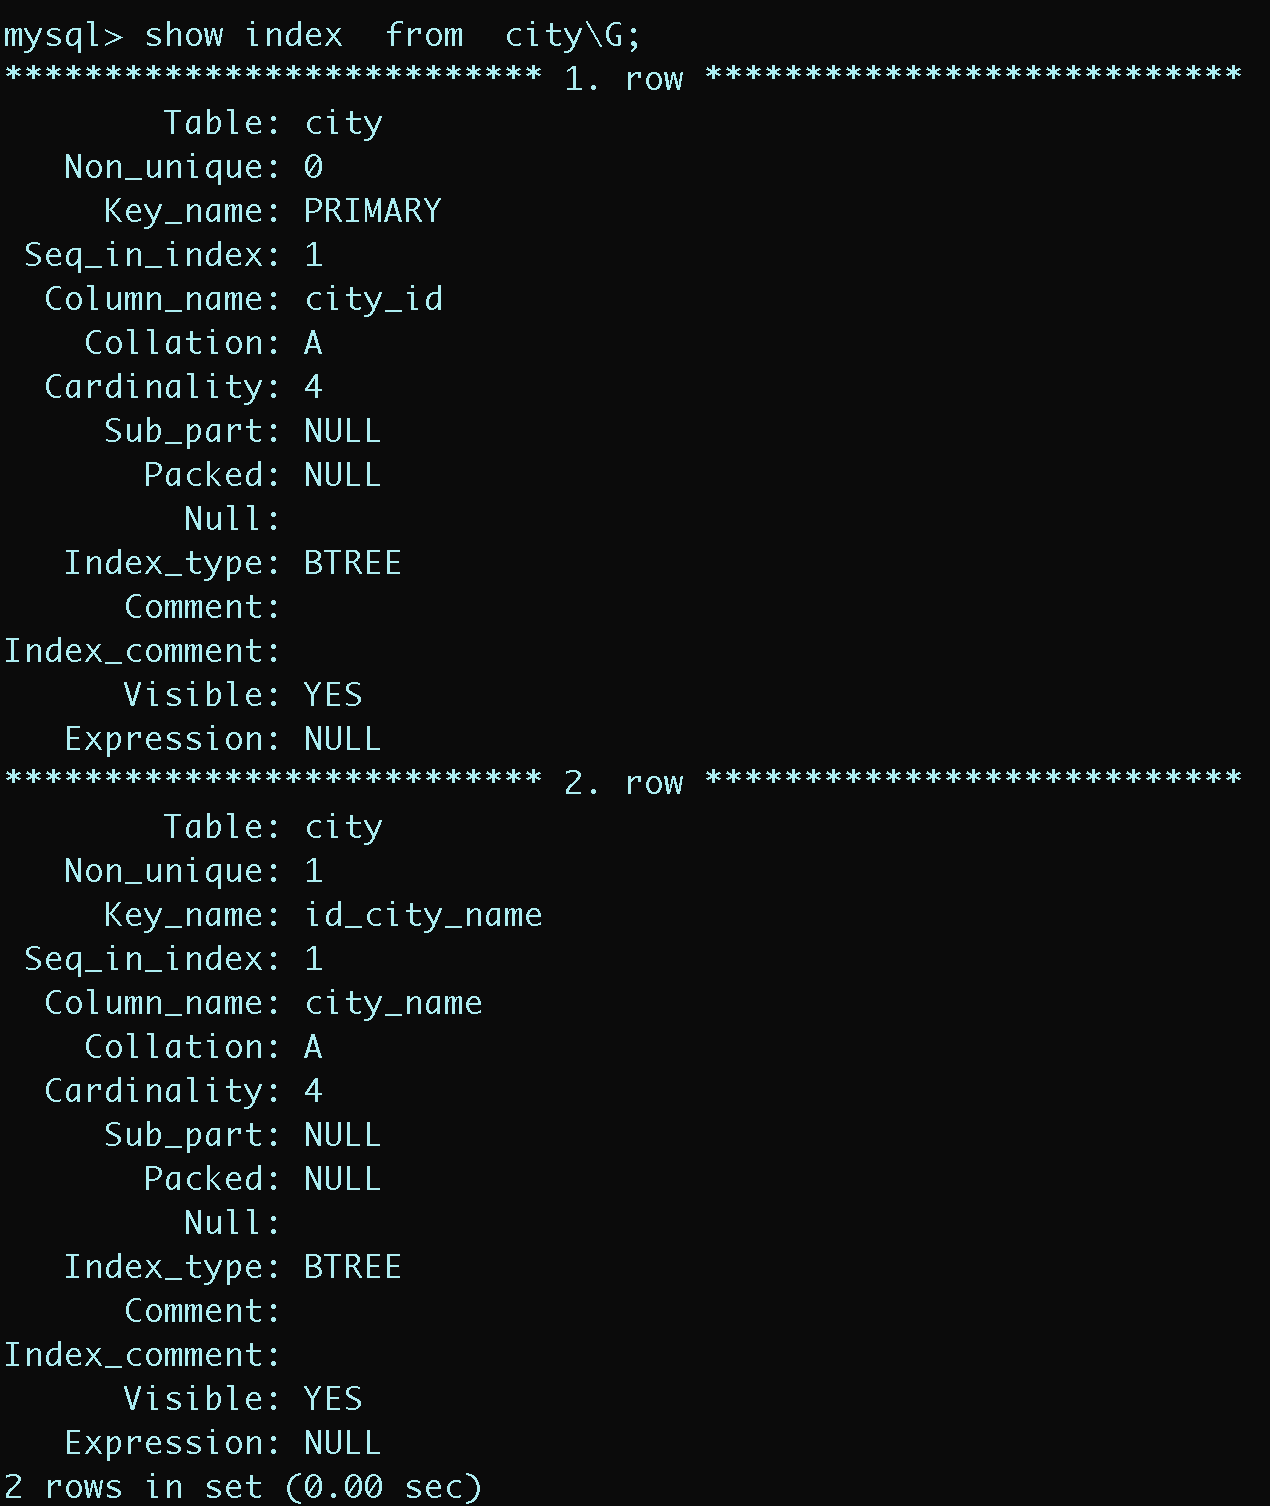 mysql> show index  from  city\G;
*************************** 1. row ***************************
        Table: city
   Non_unique: 0
     Key_name: PRIMARY
 Seq_in_index: 1
  Column_name: city_id
    Collation: A
  Cardinality: 4
     Sub_part: NULL
       Packed: NULL
         Null:
   Index_type: BTREE
      Comment:
Index_comment:
      Visible: YES
   Expression: NULL
*************************** 2. row ***************************
        Table: city
   Non_unique: 1
     Key_name: id_city_name
 Seq_in_index: 1
  Column_name: city_name
    Collation: A
  Cardinality: 4
     Sub_part: NULL
       Packed: NULL
         Null:
   Index_type: BTREE
      Comment:
Index_comment:
      Visible: YES
   Expression: NULL
2 rows in set (0.00 sec)